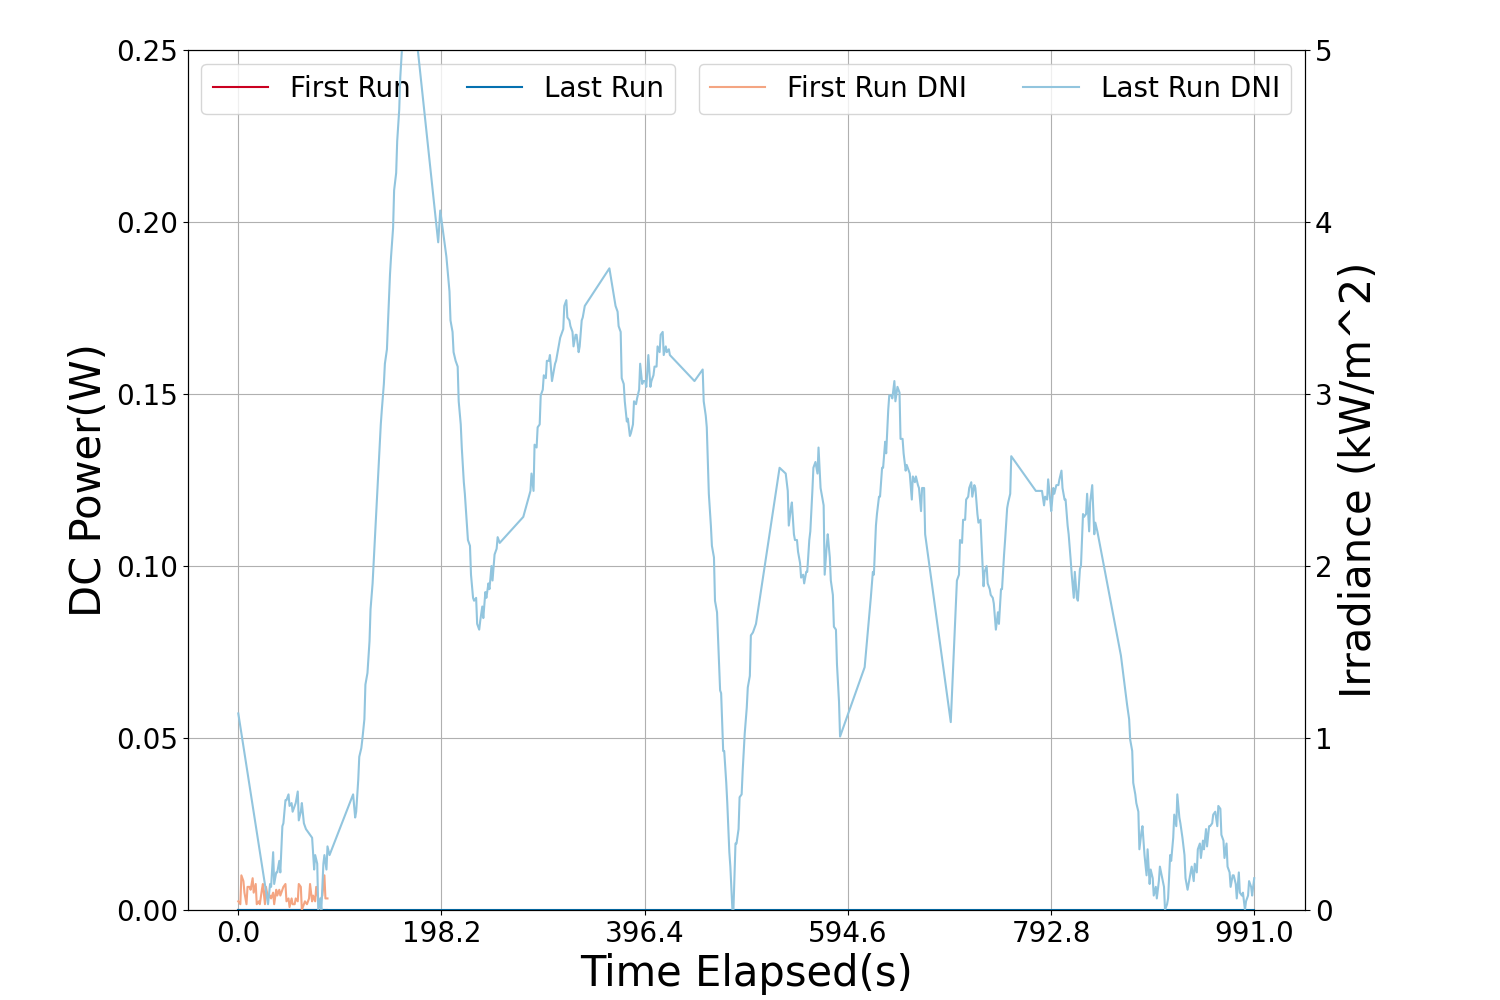 First Run Last Run First Run DNI Last Run DNI
0.25
0.20
0.15
0.10
0.05
0.00
DC Power(W)
5
4
3
2
1
0
Irradiance (kW/m^2)
0.0 198.2 396.4 594.6 792.8 991.0
Time Elapsed(s)